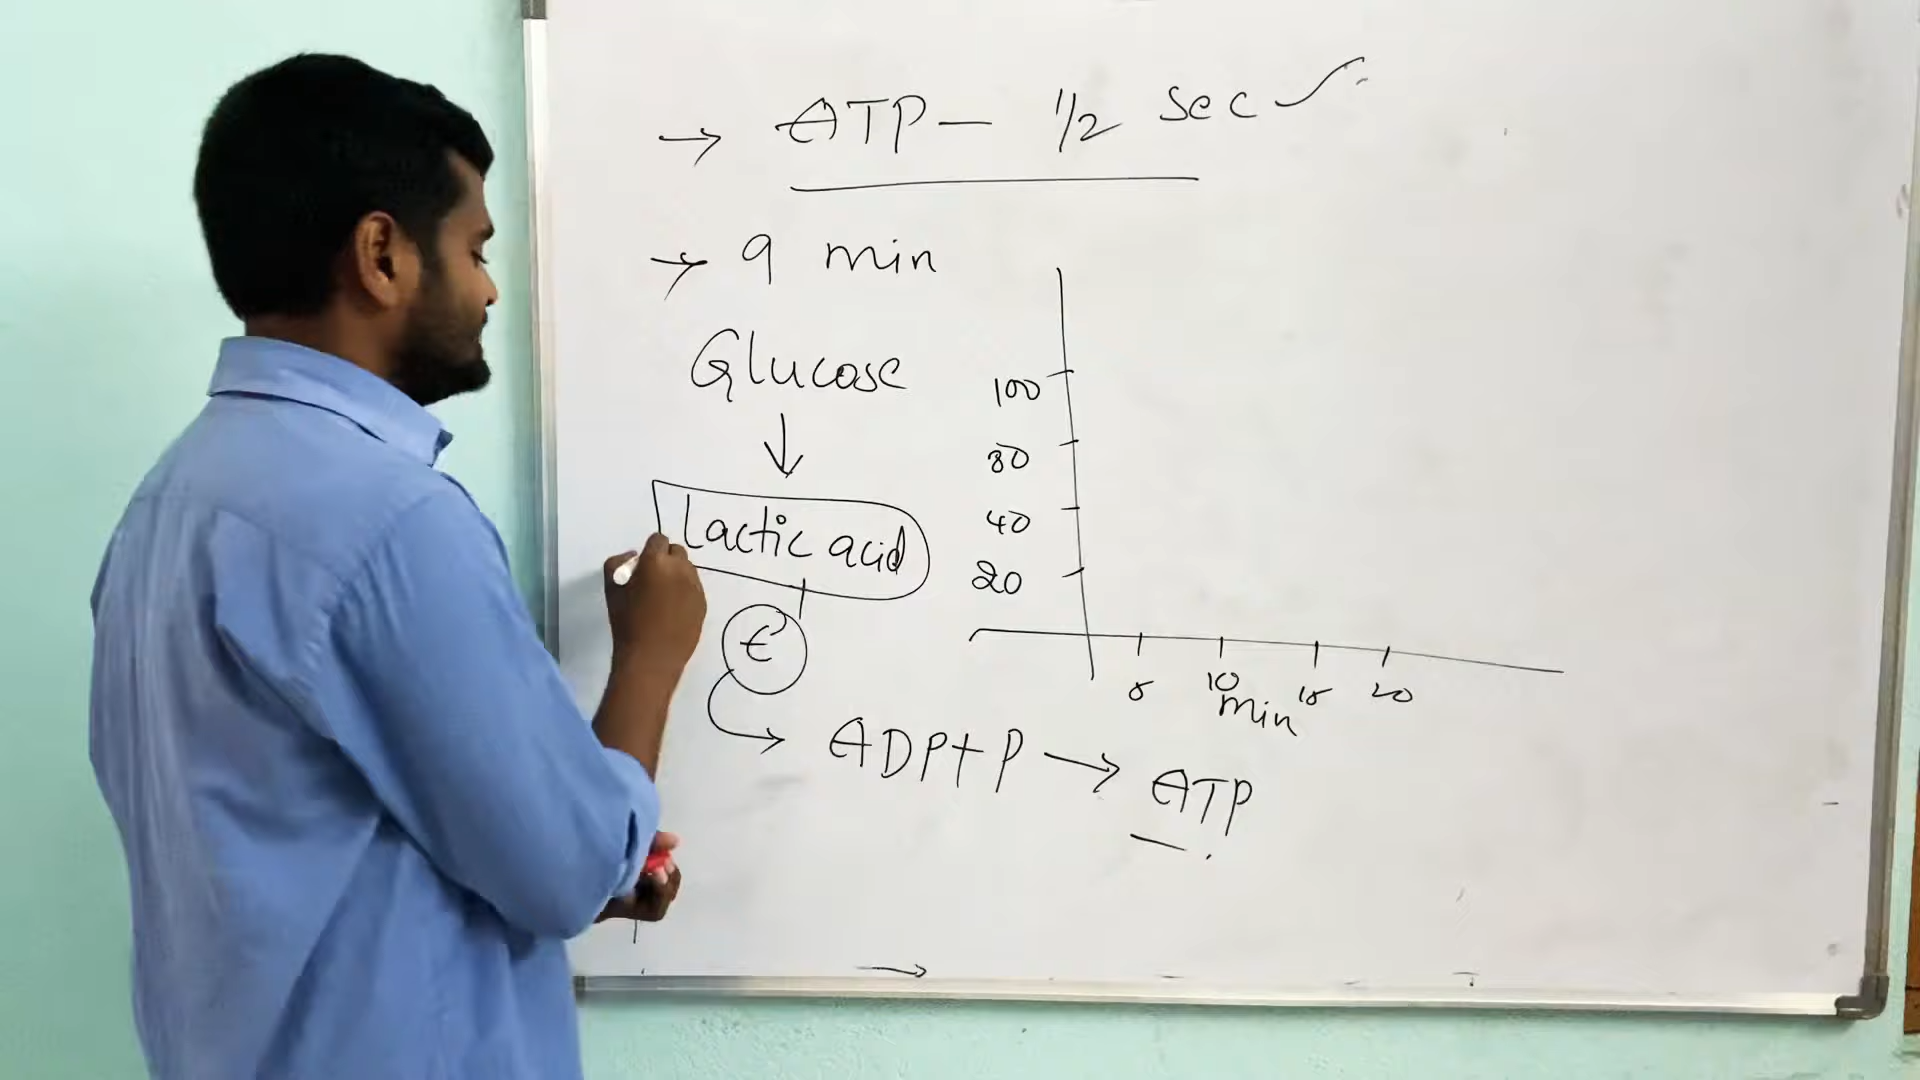 → ATP — 1/2 sec
→ 9 min
Glucose
↓
Lactic acid
E
→ ADP+P → ATP
100
80
40
20
5 10 15 20
min